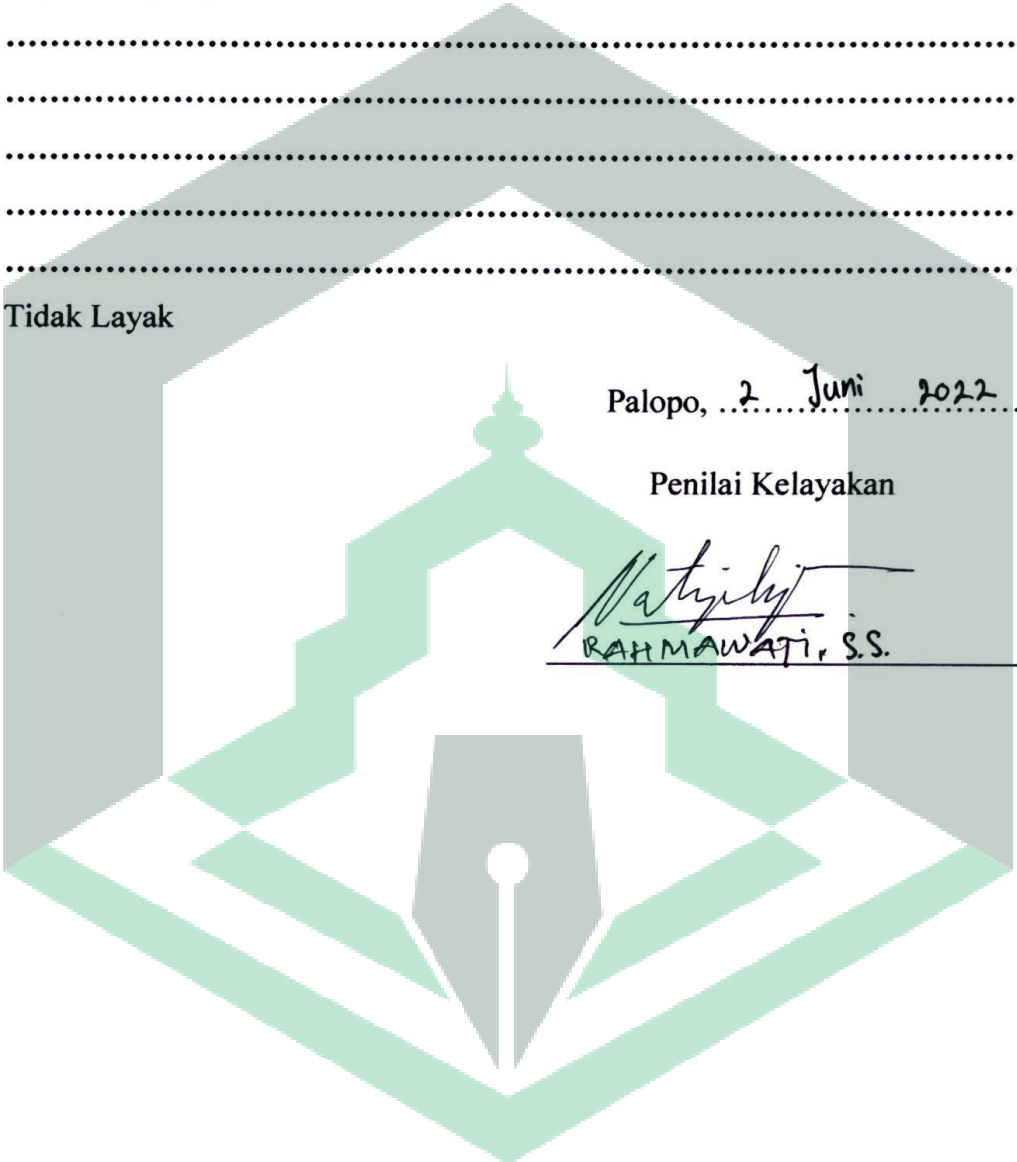 Tidak Layak
Palopo, 2 Juni 2022
Penilai Kelayakan
RAHMAWATI, S.S.